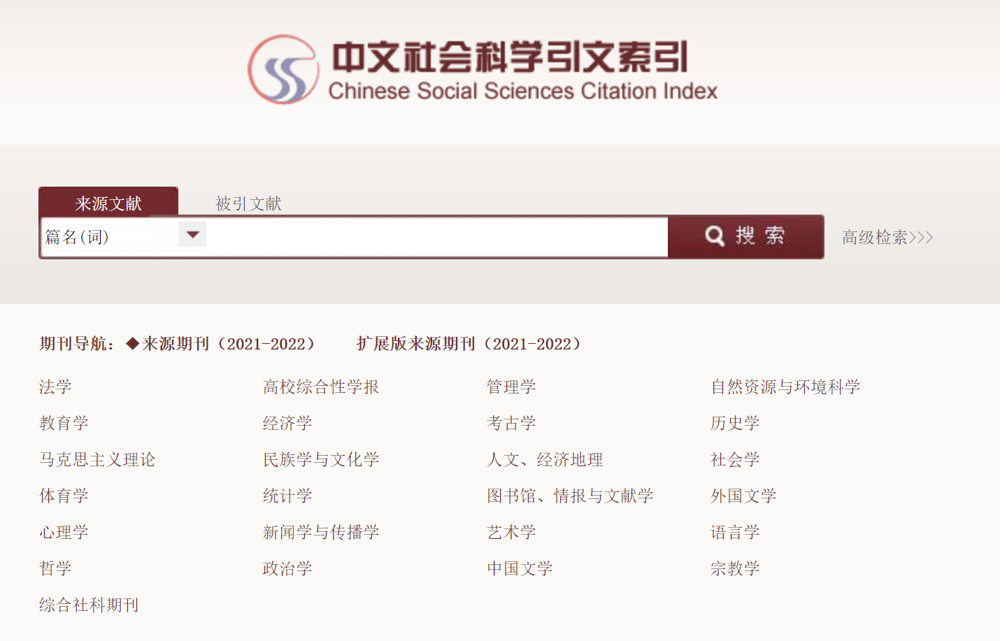 中文社会科学引文索引
Chinese Social Sciences Citation Index
来源文献 被引文献
篇名(词) 搜索 高级检索>>>
期刊导航：◆来源期刊（2021-2022） 扩展版来源期刊（2021-2022）
法学 高校综合性学报 管理学 自然资源与环境科学
教育学 经济学 考古学 历史学
马克思主义理论 民族学与文化学 人文、经济地理 社会学
体育学 统计学 图书馆、情报与文献学 外国文学
心理学 新闻学与传播学 艺术学 语言学
哲学 政治学 中国文学 宗教学
综合社科期刊